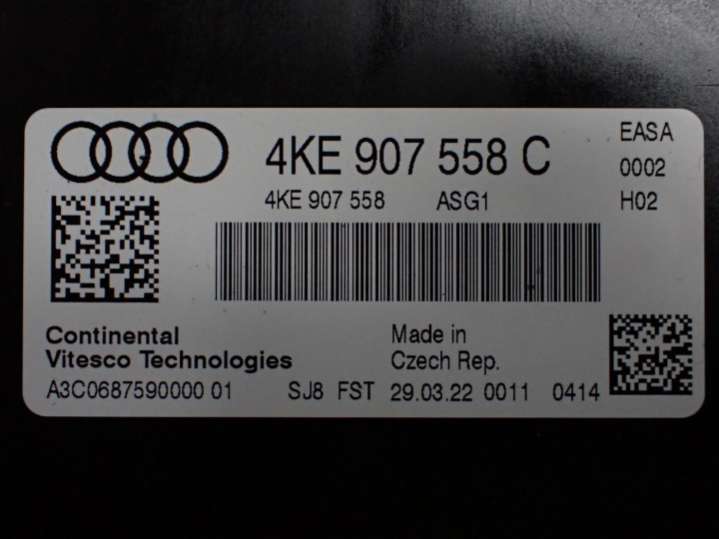 4KE 907 558 C
EASA
0002
H02
4KE 907 558 ASG1
Continental
Vitesco Technologies
Made in
Czech Rep.
A3C0687590000 01 SJ8 FST 29.03.22 0011 0414